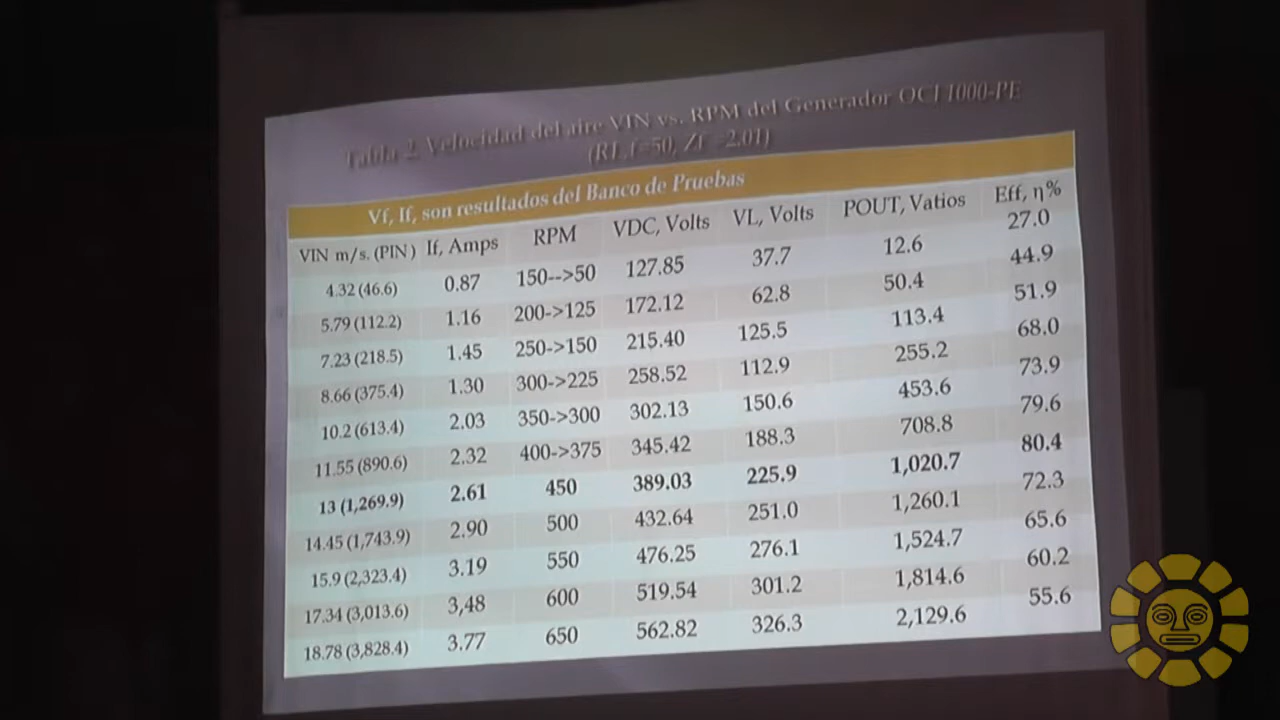 Tabla 2. Velocidad del aire VIN vs. RPM del Generador OCI 1000-PE
(RL f=50, Zf =2.01)
Vf, If, son resultados del Banco de Pruebas
VIN m/s. (PIN) If, Amps RPM VDC, Volts VL, Volts POUT, Vatios Eff, η%
4.32 (46.6) 0.87 150-->50 127.85 37.7 12.6 27.0
5.79 (112.2) 1.16 200->125 172.12 62.8 50.4 44.9
7.23 (218.5) 1.45 250->150 215.40 125.5 113.4 51.9
8.66 (375.4) 1.30 300->225 258.52 112.9 255.2 68.0
10.2 (613.4) 2.03 350->300 302.13 150.6 453.6 73.9
11.55 (890.6) 2.32 400->375 345.42 188.3 708.8 79.6
13 (1,269.9) 2.61 450 389.03 225.9 1,020.7 80.4
14.45 (1,743.9) 2.90 500 432.64 251.0 1,260.1 72.3
15.9 (2,323.4) 3.19 550 476.25 276.1 1,524.7 65.6
17.34 (3,013.6) 3,48 600 519.54 301.2 1,814.6 60.2
18.78 (3,828.4) 3.77 650 562.82 326.3 2,129.6 55.6